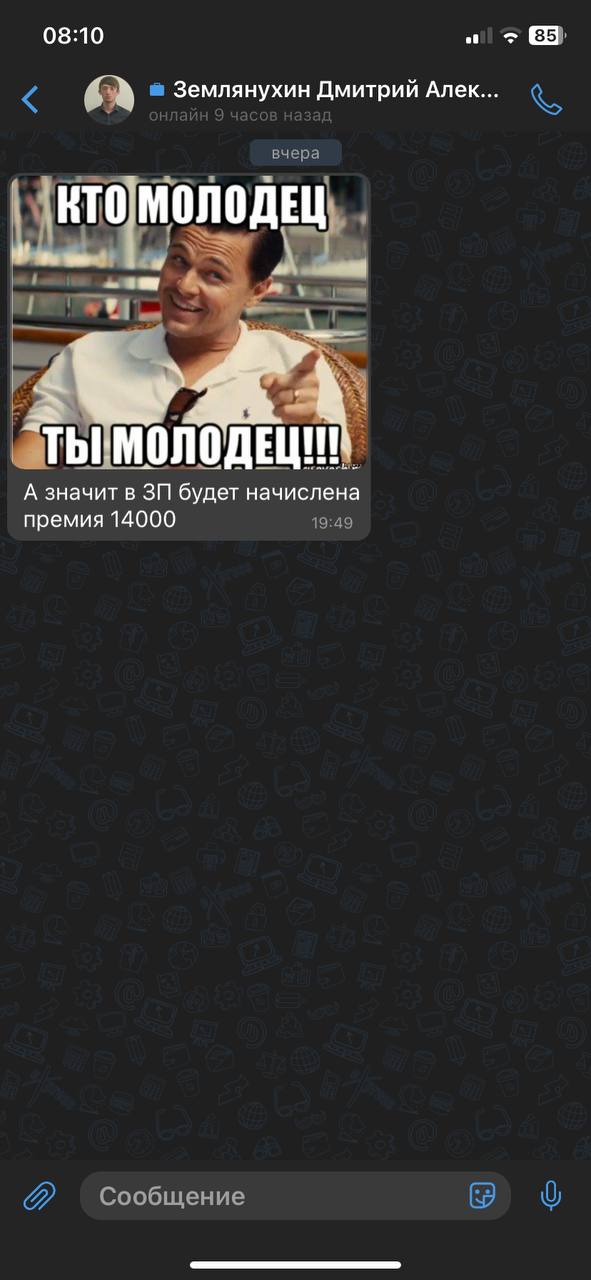 08:10
85
Землянухин Дмитрий Алек...
онлайн 9 часов назад
вчера
КТО МОЛОДЕЦ
ТЫ МОЛОДЕЦ!!!
А значит в ЗП будет начислена
премия 14000
19:49
Сообщение